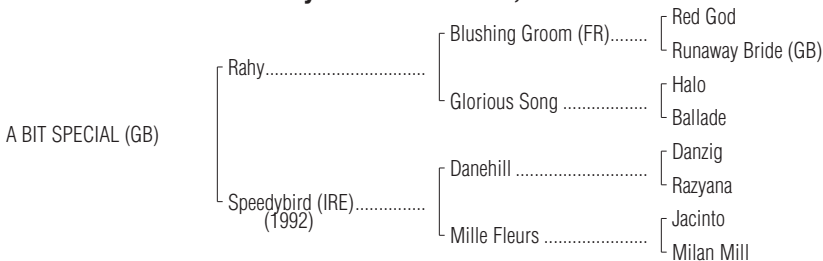 Red God
Blushing Groom (FR)........
Runaway Bride (GB)
Rahy..................................
Halo
Glorious Song ..................
Ballade
A BIT SPECIAL (GB)
Danzig
Danehill ............................
Razyana
Speedybird (IRE)...............
(1992)
Jacinto
Mille Fleurs ......................
Milan Mill